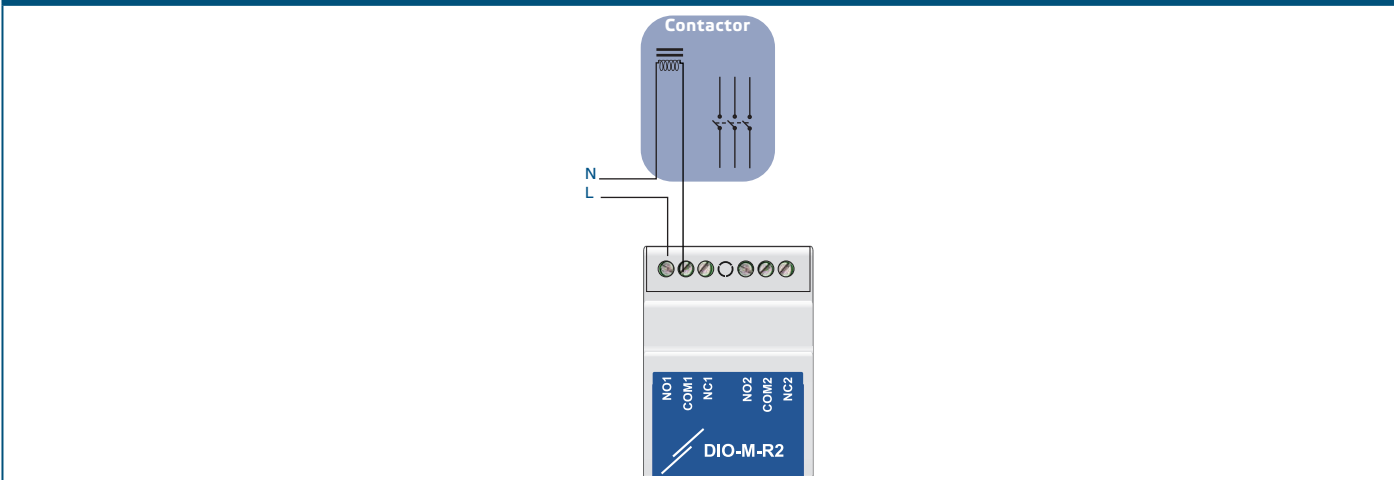 Contactor
N
L
NO1
COM1
NC1
NO2
COM2
NC2
DIO-M-R2